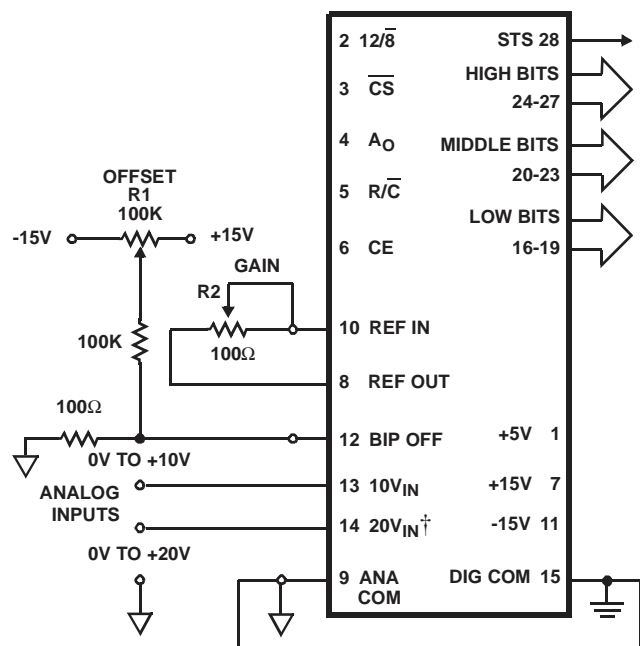 2 12/8̅
STS 28
3 C̅S̅
HIGH BITS
24-27
4 AO
MIDDLE BITS
20-23
5 R/C̅
LOW BITS
16-19
6 CE
OFFSET
R1
100K
-15V
+15V
100K
GAIN
R2
100Ω
10 REF IN
8 REF OUT
100Ω
12 BIP OFF
+5V 1
0V TO +10V
13 10VIN
+15V 7
ANALOG
INPUTS
14 20VIN†
-15V 11
0V TO +20V
9 ANA
COM
DIG COM 15